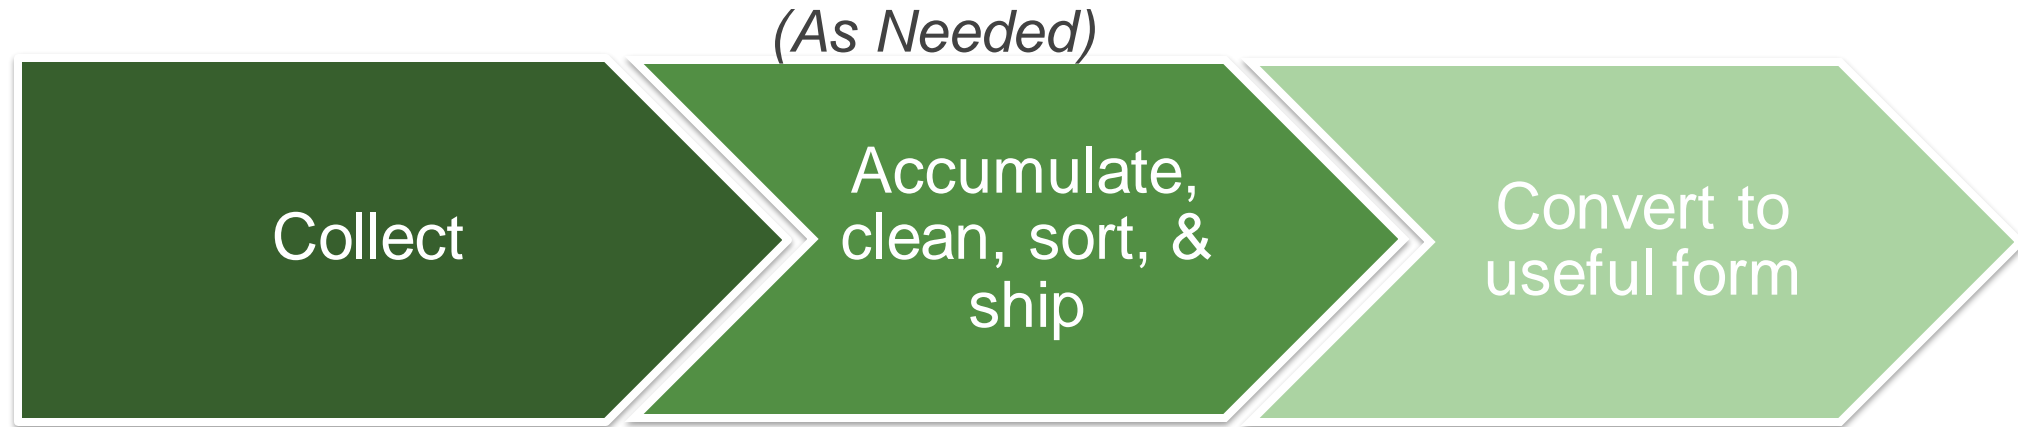 (As Needed)
Collect
Accumulate,
clean, sort, &
ship
Convert to
useful form